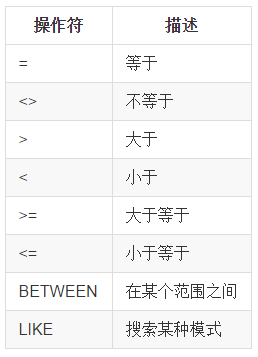 操作符 描述
= 等于
<> 不等于
> 大于
< 小于
>= 大于等于
<= 小于等于
BETWEEN 在某个范围之间
LIKE 搜索某种模式